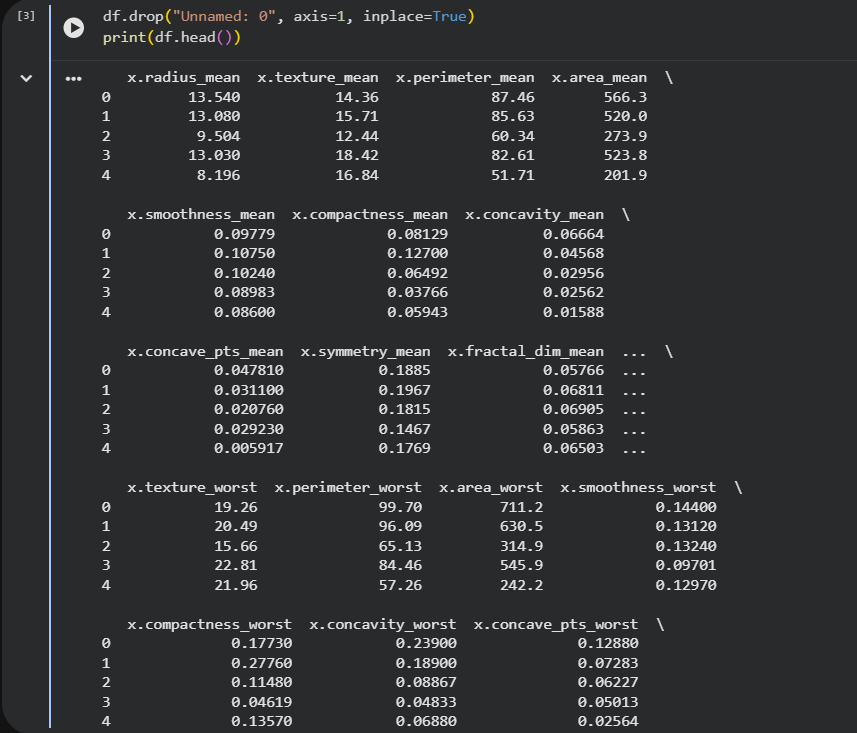 [3]
df.drop("Unnamed: 0", axis=1, inplace=True)
print(df.head())
... x.radius_mean x.texture_mean x.perimeter_mean x.area_mean \
0 13.540 14.36 87.46 566.3
1 13.080 15.71 85.63 520.0
2 9.504 12.44 60.34 273.9
3 13.030 18.42 82.61 523.8
4 8.196 16.84 51.71 201.9
x.smoothness_mean x.compactness_mean x.concavity_mean \
0 0.09779 0.08129 0.06664
1 0.10750 0.12700 0.04568
2 0.10240 0.06492 0.02956
3 0.08983 0.03766 0.02562
4 0.08600 0.05943 0.01588
x.concave_pts_mean x.symmetry_mean x.fractal_dim_mean ... \
0 0.047810 0.1885 0.05766 ...
1 0.031100 0.1967 0.06811 ...
2 0.020760 0.1815 0.06905 ...
3 0.029230 0.1467 0.05863 ...
4 0.005917 0.1769 0.06503 ...
x.texture_worst x.perimeter_worst x.area_worst x.smoothness_worst \
0 19.26 99.70 711.2 0.14400
1 20.49 96.09 630.5 0.13120
2 15.66 65.13 314.9 0.13240
3 22.81 84.46 545.9 0.09701
4 21.96 57.26 242.2 0.12970
x.compactness_worst x.concavity_worst x.concave_pts_worst \
0 0.17730 0.23900 0.12880
1 0.27760 0.18900 0.07283
2 0.11480 0.08867 0.06227
3 0.04619 0.04833 0.05013
4 0.13570 0.06880 0.02564